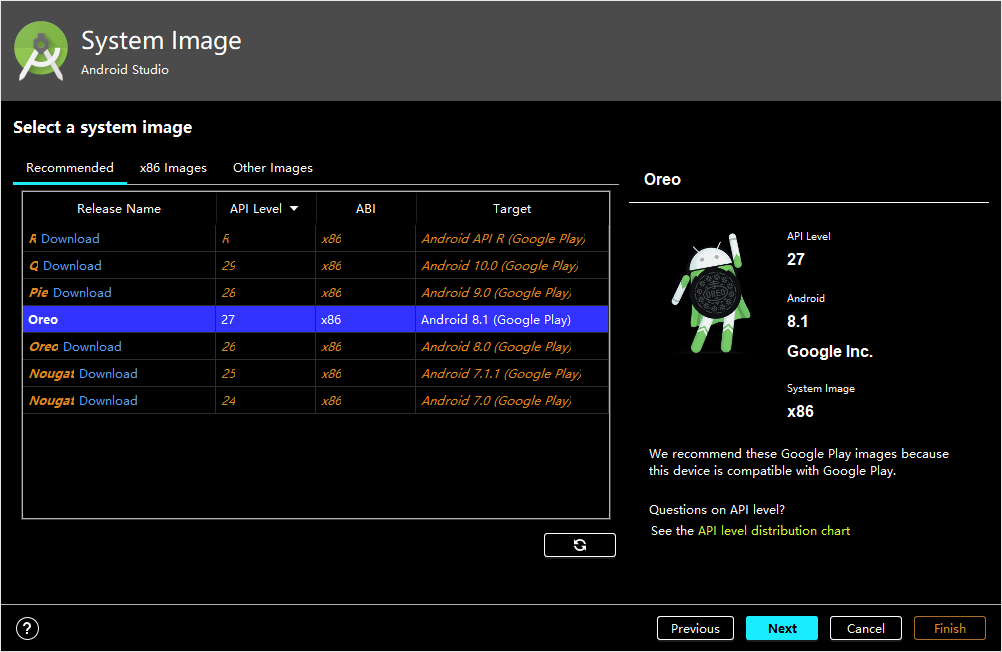 System Image
Android Studio
Select a system image
Recommended x86 Images Other Images
Release Name API Level ABI Target
R Download R x86 Android API R (Google Play)
Q Download 29 x86 Android 10.0 (Google Play)
Pie Download 28 x86 Android 9.0 (Google Play)
Oreo 27 x86 Android 8.1 (Google Play)
Oreo Download 26 x86 Android 8.0 (Google Play)
Nougat Download 25 x86 Android 7.1.1 (Google Play)
Nougat Download 24 x86 Android 7.0 (Google Play)
Oreo
OREO
API Level
27
Android
8.1
Google Inc.
System Image
x86
We recommend these Google Play images because
this device is compatible with Google Play.
Questions on API level?
See the API level distribution chart
? Previous Next Cancel Finish